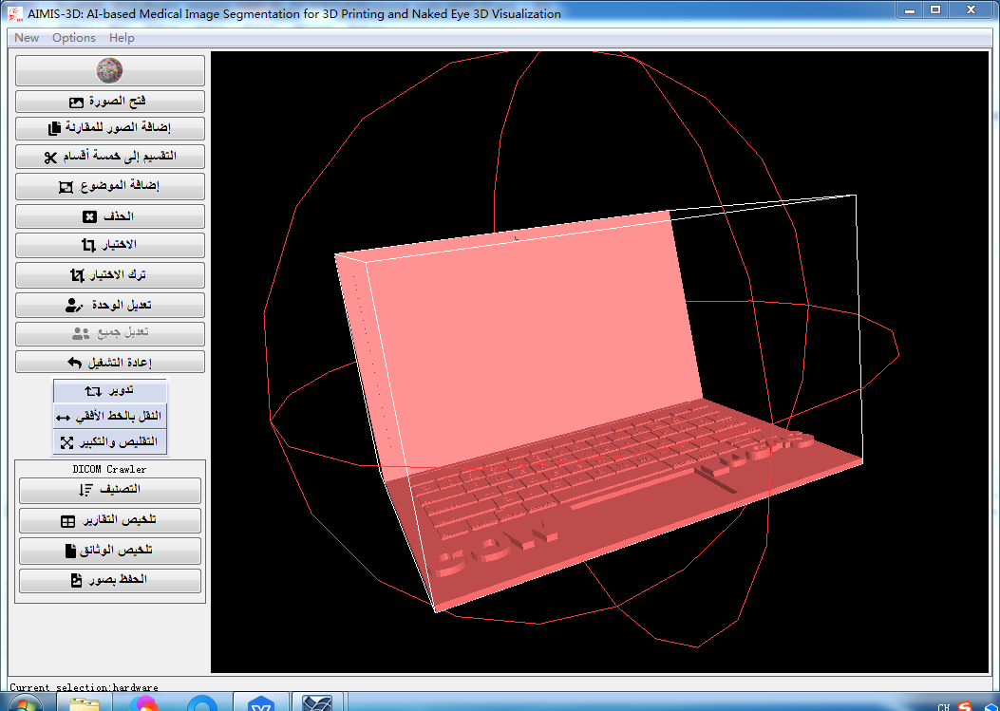 AIMIS-3D: AI-based Medical Image Segmentation for 3D Printing and Naked Eye 3D Visualization
New Options Help
فتح الصورة
إضافة الصور للمقارنة
التقسيم إلى خمسة أقسام
إضافة الموضوع
الحذف
الاختيار
ترك الاختيار
تعديل الوحدة
تعديل جميع
إعادة التشغيل
تدوير
النقل بالخط الأفقي
التقليص والتكبير
DICOM Crawler
التصنيف
تلخيص التقارير
تلخيص الوثائق
الحفظ بصور
Current selection:hardware
CH